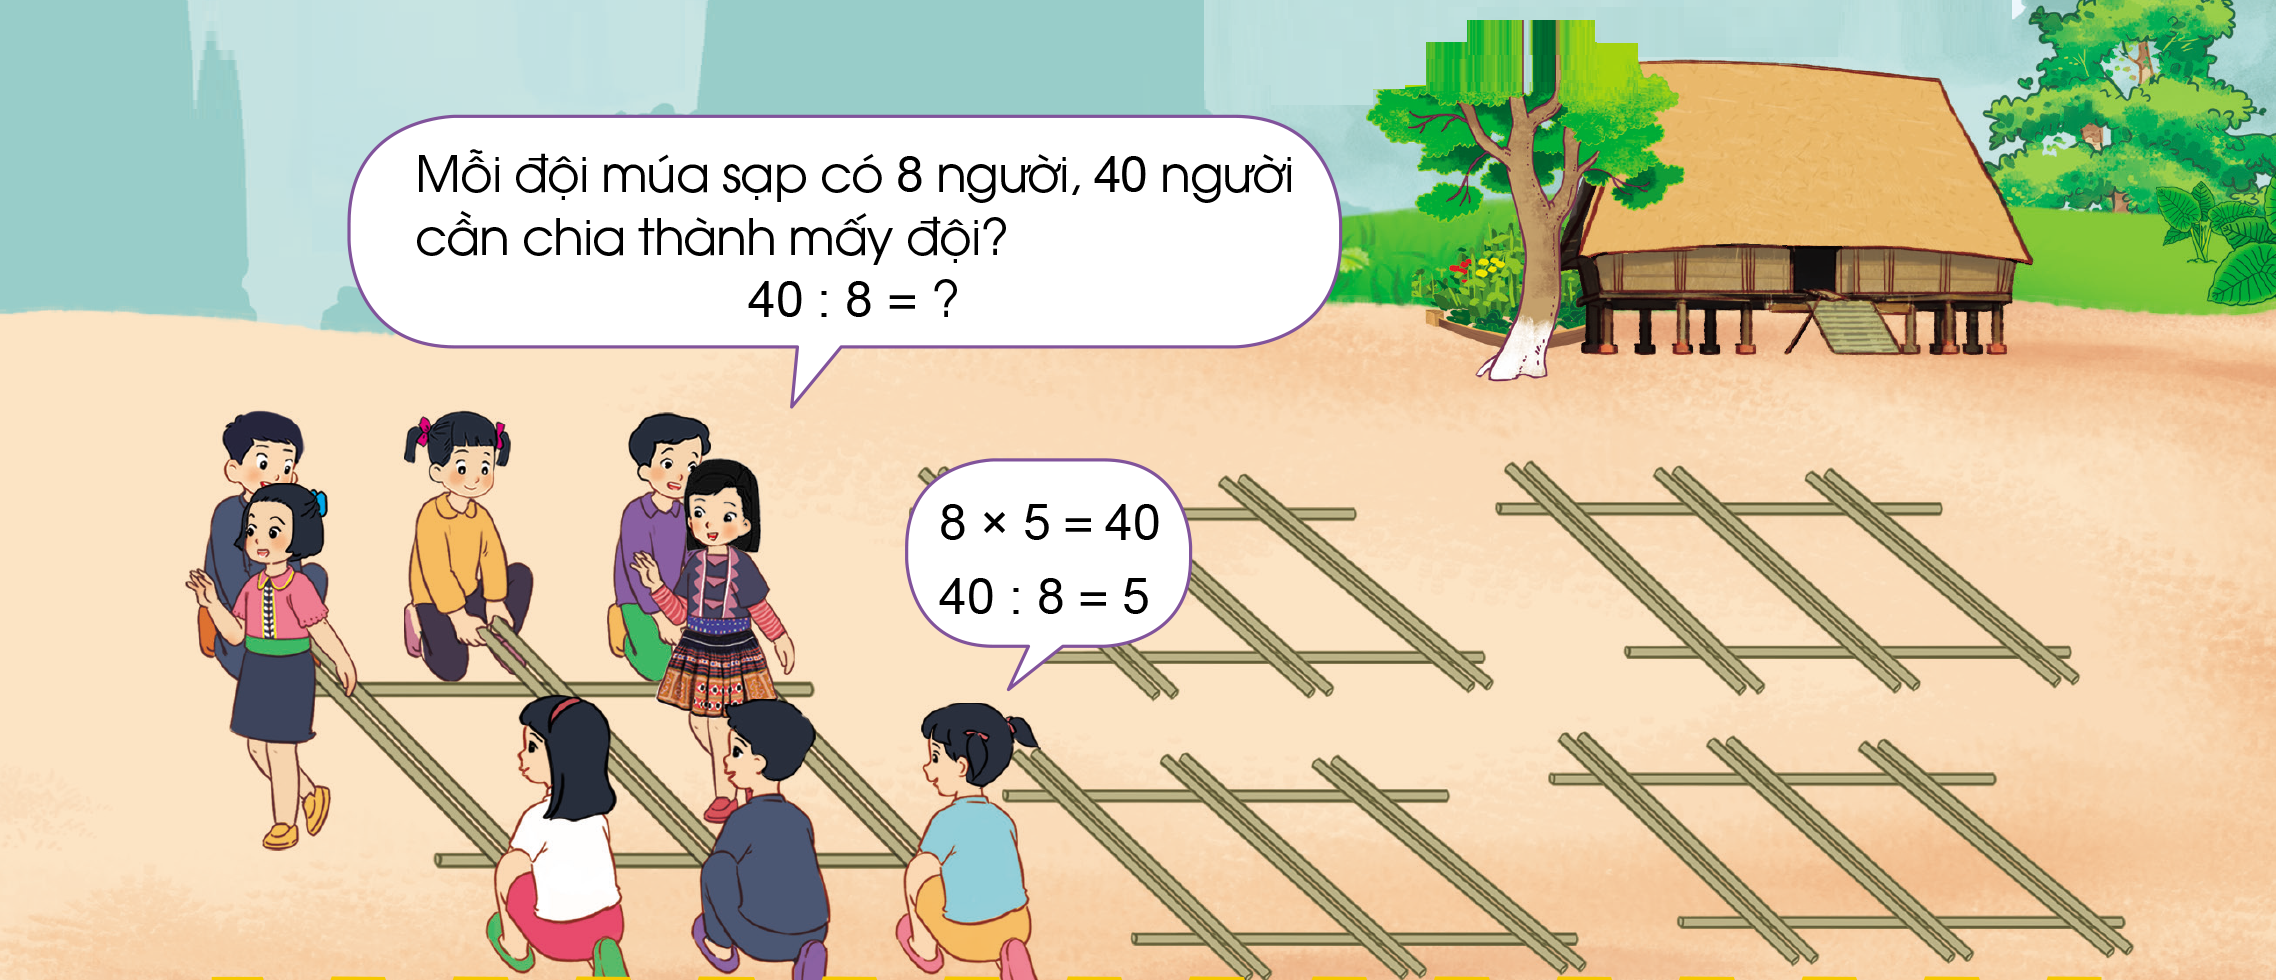 Mỗi đội múa sạp có 8 người, 40 người
cần chia thành mấy đội?
40 : 8 = ?
8 × 5 = 40
40 : 8 = 5